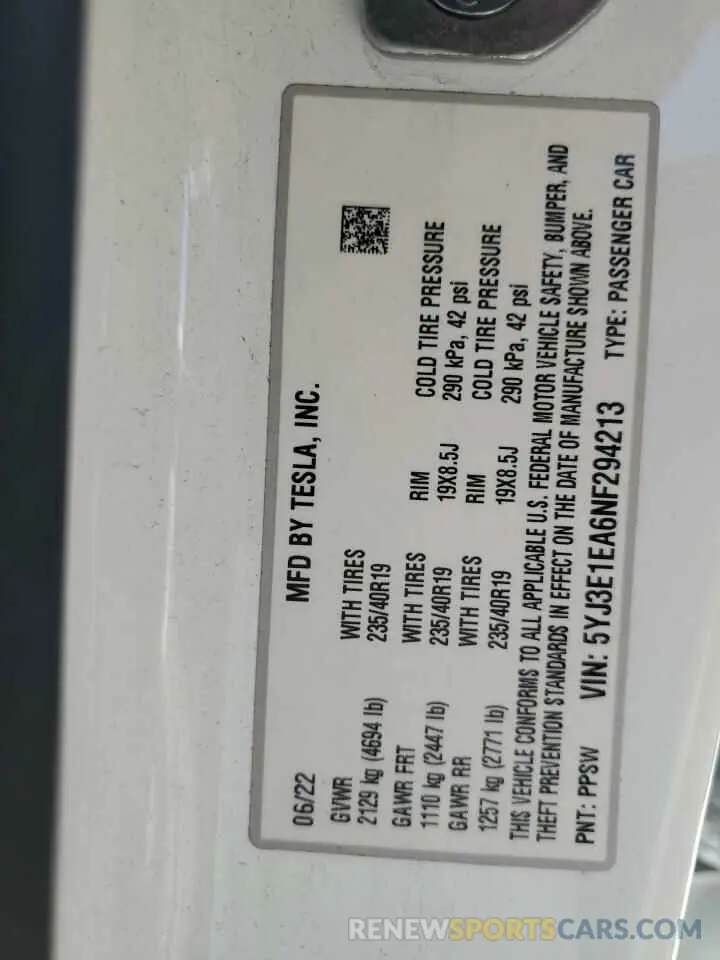 06/22 MFD BY TESLA, INC.
GVWR WITH TIRES
2129 kg (4694 lb) 235/40R19
GAWR FRT WITH TIRES RIM COLD TIRE PRESSURE
1110 kg (2447 lb) 235/40R19 19X8.5J 290 kPa, 42 psi
GAWR RR WITH TIRES RIM COLD TIRE PRESSURE
1257 kg (2771 lb) 235/40R19 19X8.5J 290 kPa, 42 psi
THIS VEHICLE CONFORMS TO ALL APPLICABLE U.S. FEDERAL MOTOR VEHICLE SAFETY, BUMPER, AND
THEFT PREVENTION STANDARDS IN EFFECT ON THE DATE OF MANUFACTURE SHOWN ABOVE.
PNT: PPSW VIN: 5YJ3E1EA6NF294213 TYPE: PASSENGER CAR
RENEWSPORTSCARS.COM